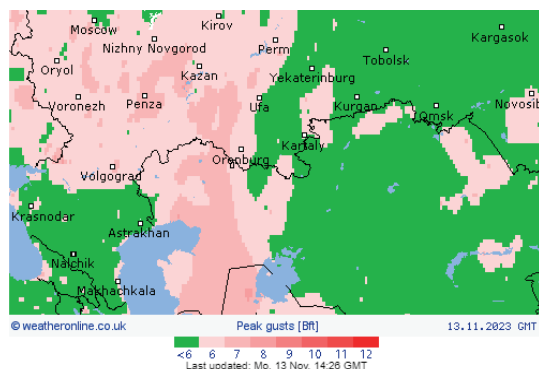 Moscow
Kirov
Kargasok
Nizhny Novgorod
Perm
Oryol
Kazan
Tobolsk
Yekaterinburg
Voronezh
Penza
Ufa
Kurgan
Omsk
Novosib
Kartaly
Orenburg
Volgograd
Krasnodar
Astrakhan
Nalchik
Makhachkala
© weatheronline.co.uk Peak gusts [Bft] 13.11.2023 GMT
<6 6 7 8 9 10 11 12
Last updated: Mo, 13 Nov, 14:26 GMT